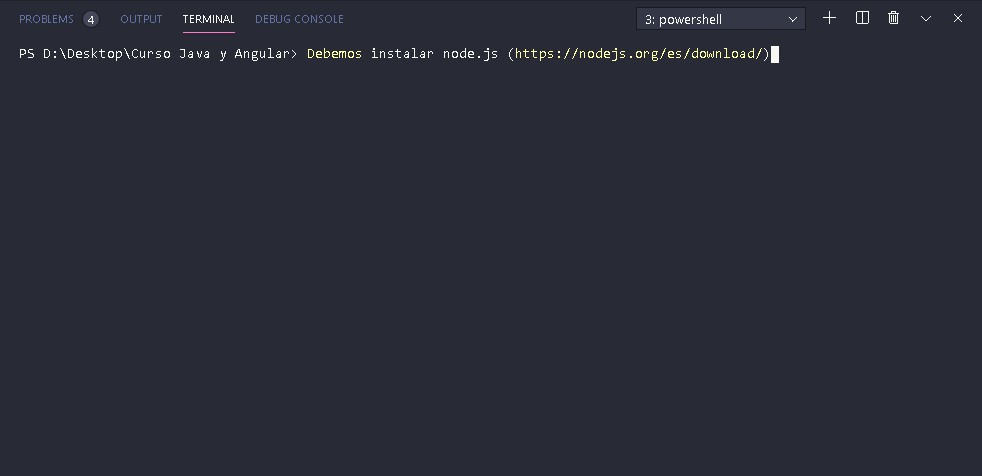 PROBLEMS 4 OUTPUT TERMINAL DEBUG CONSOLE 3: powershell
PS D:\Desktop\Curso Java y Angular> Debemos instalar node.js (https://nodejs.org/es/download/)